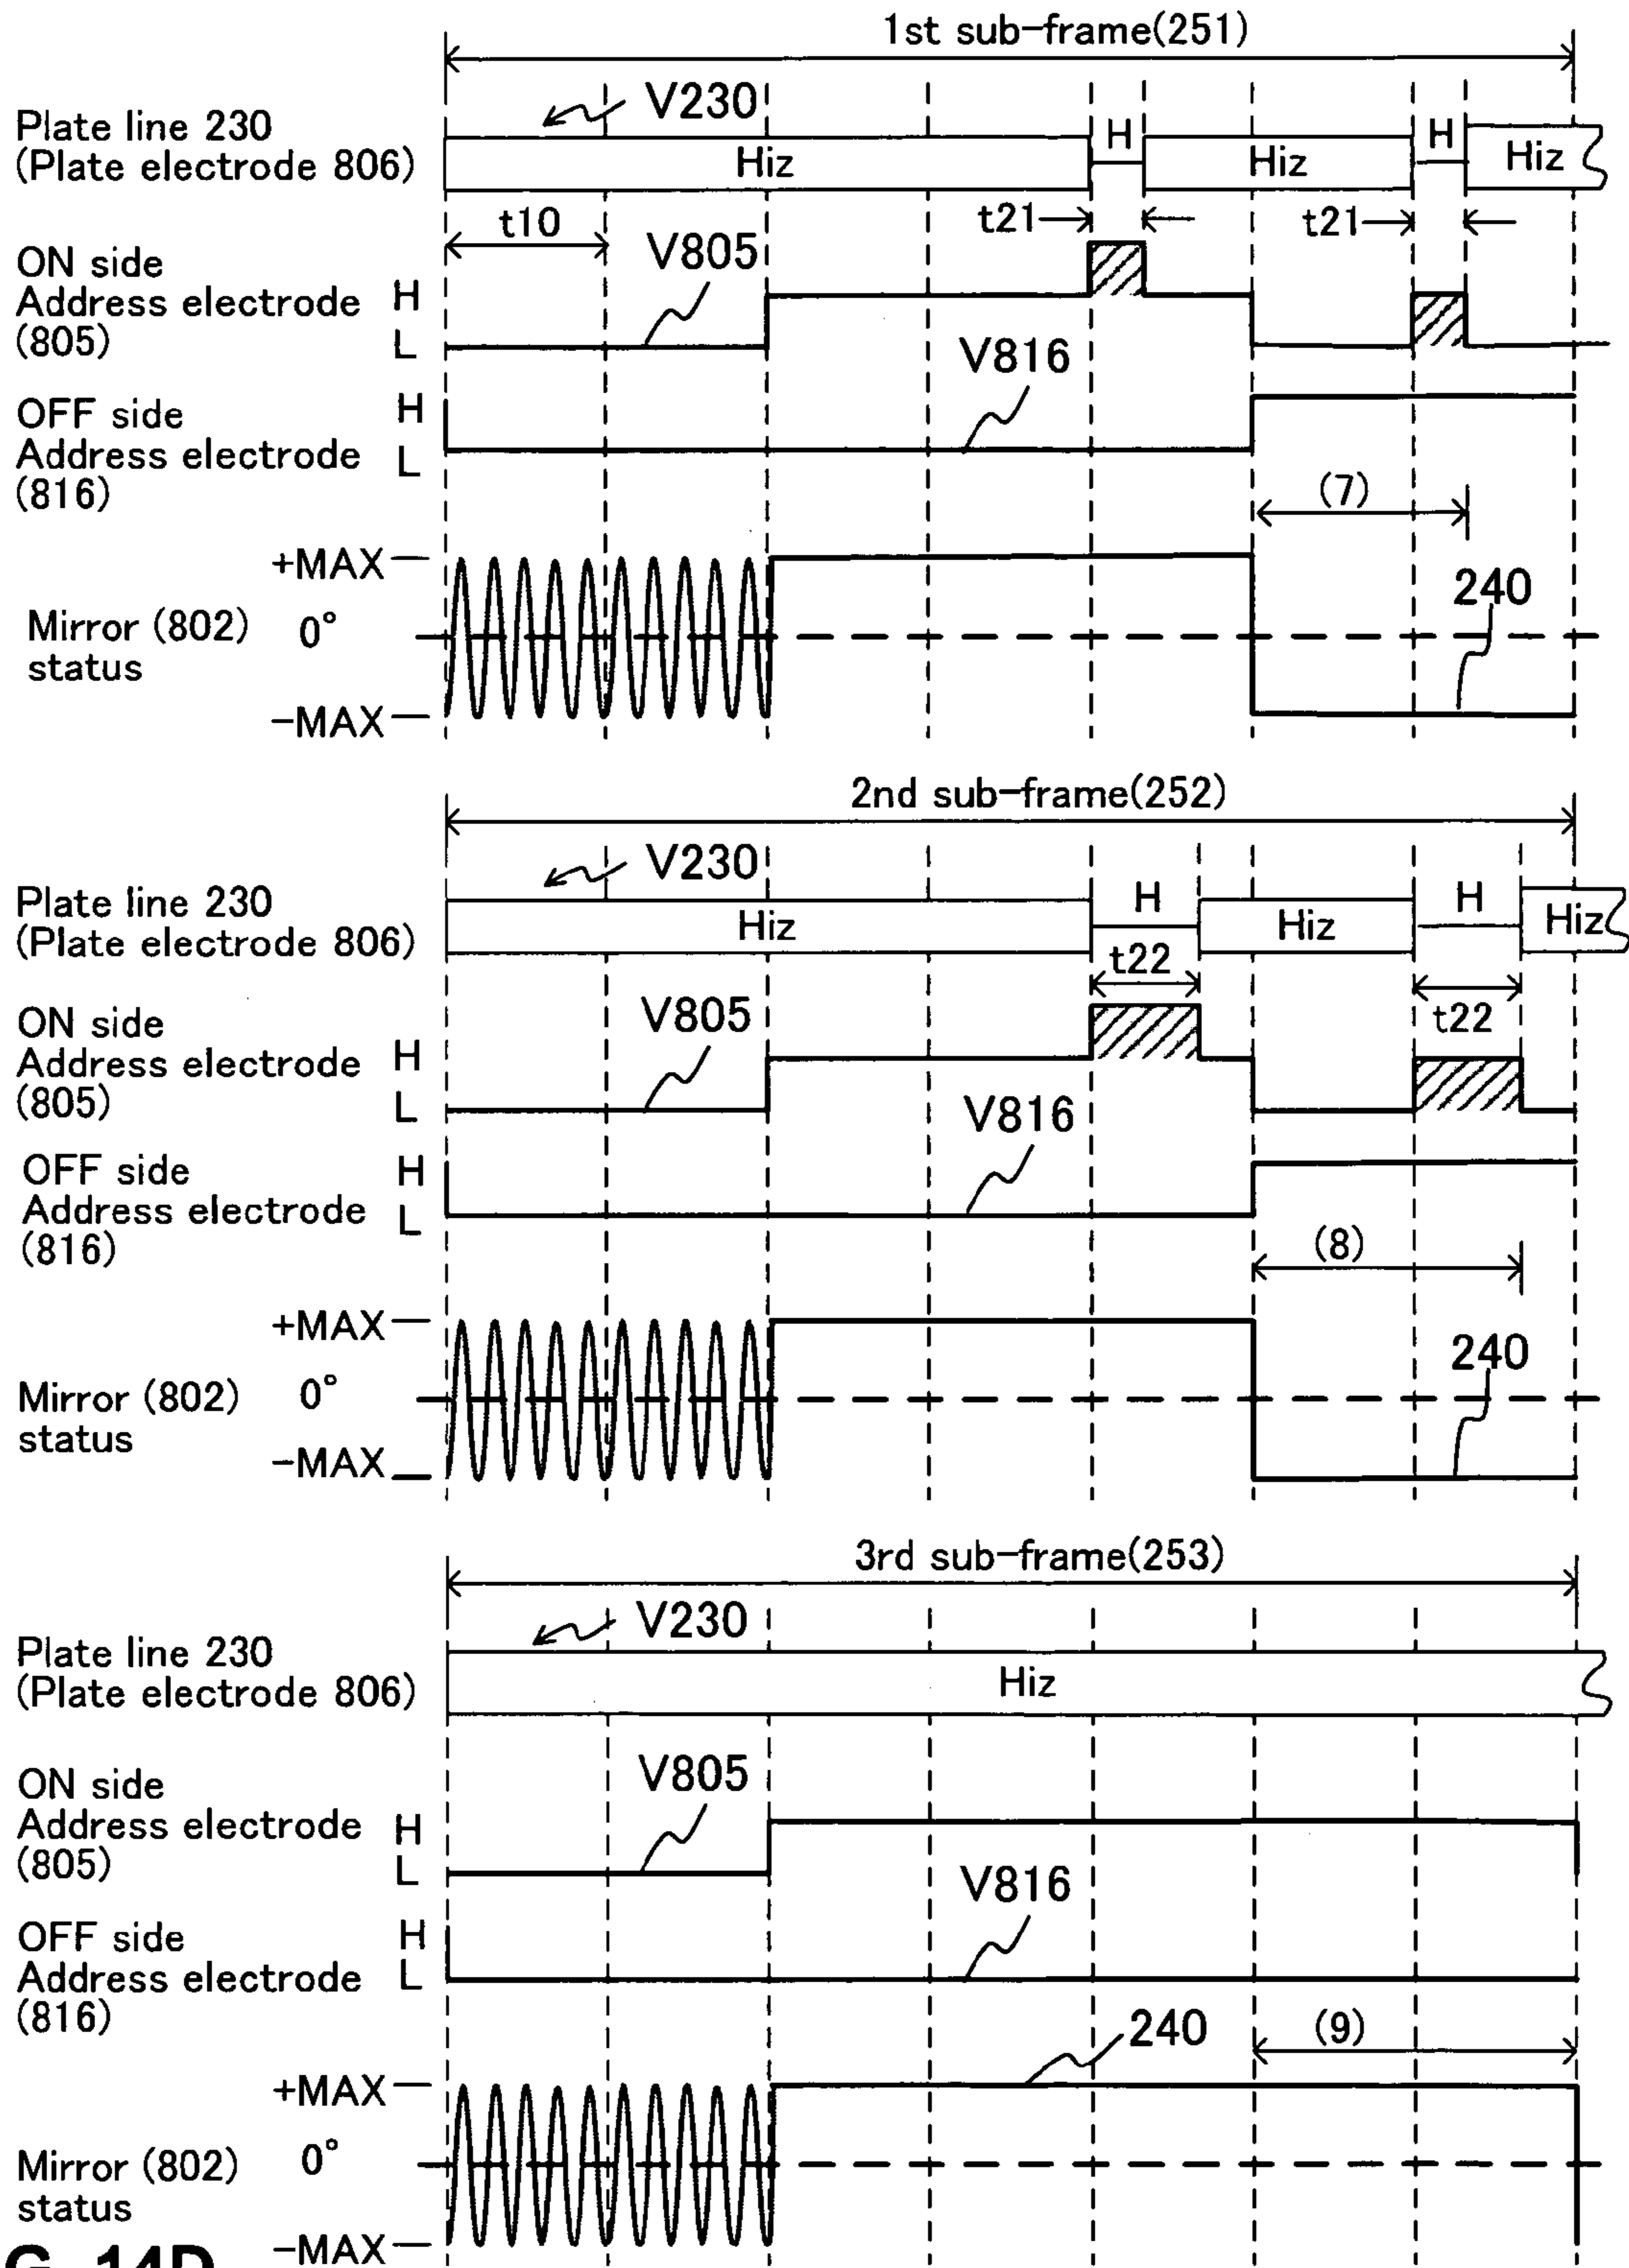 1st sub-frame(251)
V230
Plate line 230
(Plate electrode 806)
Hiz
H
Hiz
H
Hiz
t10
t21
t21
ON side
Address electrode
(805)
H
L
V805
OFF side
Address electrode
(816)
H
L
V816
(7)
+MAX
Mirror (802)
status
0°
-MAX
240
2nd sub-frame(252)
V230
Plate line 230
(Plate electrode 806)
Hiz
H
Hiz
H
Hiz
t22
t22
ON side
Address electrode
(805)
H
L
V805
OFF side
Address electrode
(816)
H
L
V816
(8)
+MAX
Mirror (802)
status
0°
-MAX
240
3rd sub-frame(253)
V230
Plate line 230
(Plate electrode 806)
Hiz
ON side
Address electrode
(805)
H
L
V805
OFF side
Address electrode
(816)
H
L
V816
240
(9)
+MAX
Mirror (802)
status
0°
-MAX